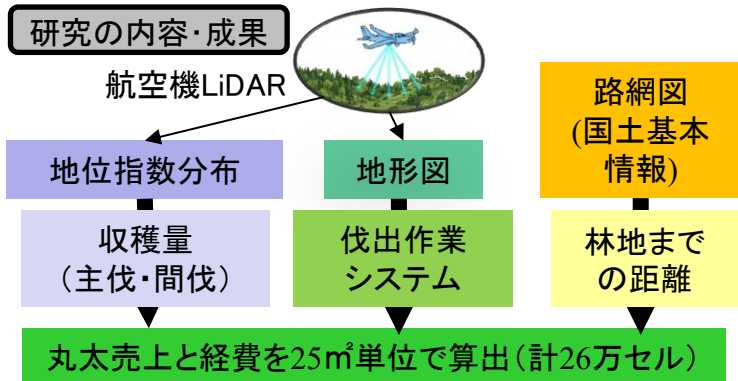 研究の内容･成果
航空機LiDAR
地位指数分布
地形図
路網図
(国土基本
情報)
収穫量
（主伐･間伐）
伐出作業
システム
林地まで
の距離
丸太売上と経費を25㎡単位で算出（計26万セル）